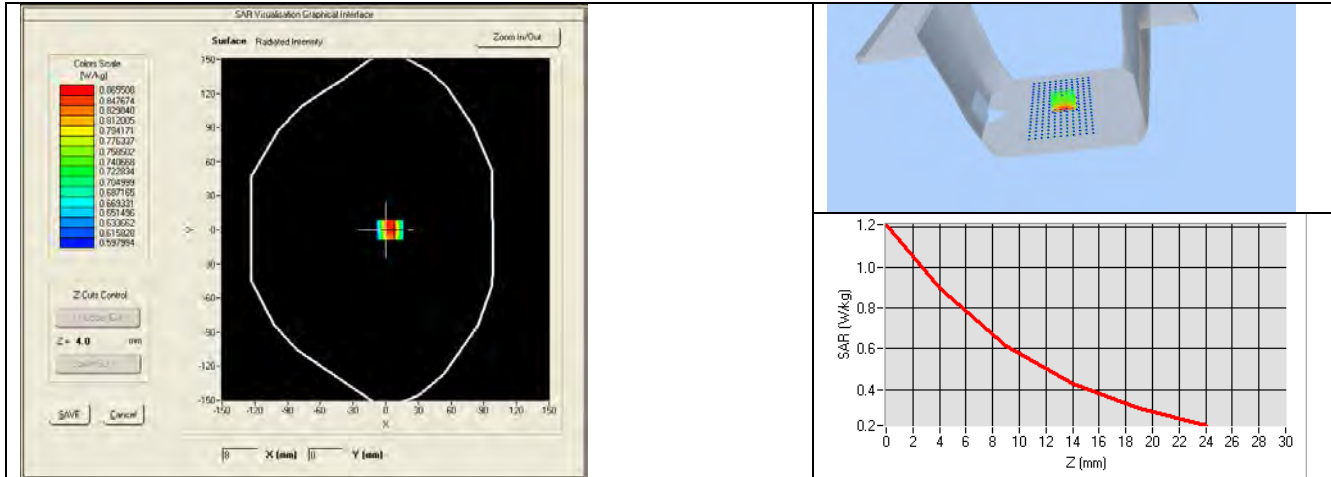 SAR Visualisation Graphical Interface
Surface Radiated Intensity
Zoom In/Out
Colors Scale
[W/kg]
0.865508
0.847674
0.829840
0.812005
0.794171
0.776337
0.758502
0.740668
0.722834
0.704999
0.687165
0.669331
0.651496
0.633662
0.615828
0.597994
Z Cuts Control
Z = 4.0 mm
SAVE Cancel
150-
120-
90-
60-
30-
0-
-30-
-60-
-90-
-120-
-150-
Y
-150 -120 -90 -60 -30 0 30 60 90 120 150
X
8 X (mm) 0 Y (mm)
1.2-
1.0-
0.8-
0.6-
0.4-
0.2-
SAR (W/kg)
0 2 4 6 8 10 12 14 16 18 20 22 24 26 28 30
Z (mm)